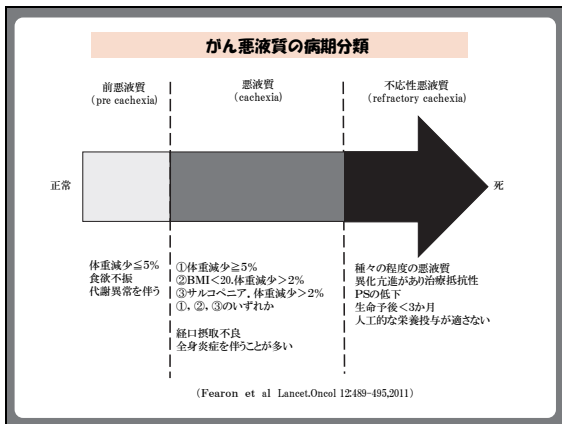 がん悪液質の病期分類
前悪液質
(pre cachexia)
悪液質
(cachexia)
不応性悪液質
(refractory cachexia)
正常
死
体重減少≦5%
食欲不振
代謝異常を伴う
①体重減少≧5%
②BMI<20.体重減少>2%
③サルコペニア.体重減少>2%
①, ②, ③のいずれか
経口摂取不良
全身炎症を伴うことが多い
種々の程度の悪液質
異化亢進があり治療抵抗性
PSの低下
生命予後<3か月
人工的な栄養投与が適さない
(Fearon et al Lancet.Oncol 12:489-495,2011)